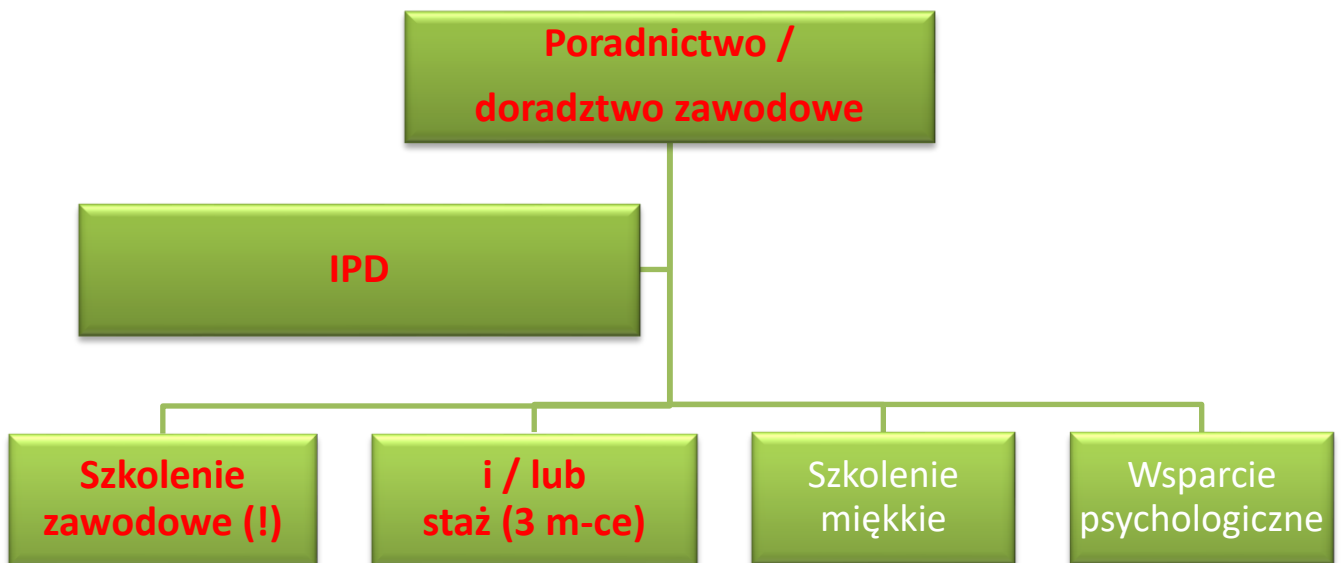 Poradnictwo /
doradztwo zawodowe
IPD
Szkolenie
zawodowe (!)
i / lub
staż (3 m-ce)
Szkolenie
miękkie
Wsparcie
psychologiczne